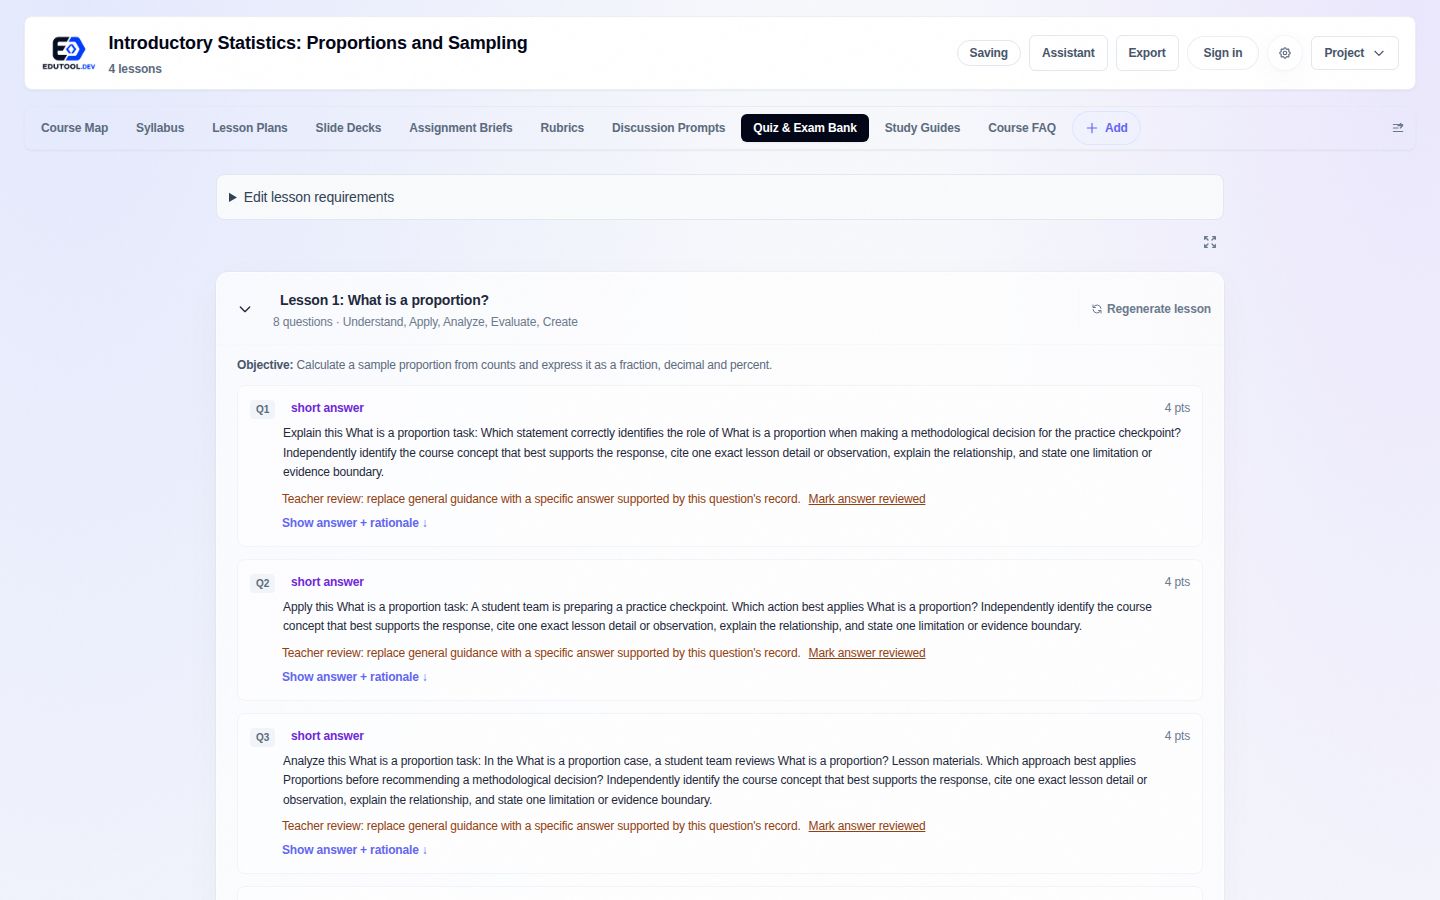 EDUTOOL.DEV
Introductory Statistics: Proportions and Sampling
4 lessons
Saving
Assistant
Export
Sign in
Project
Course Map
Syllabus
Lesson Plans
Slide Decks
Assignment Briefs
Rubrics
Discussion Prompts
Quiz & Exam Bank
Study Guides
Course FAQ
Add
Edit lesson requirements
Lesson 1: What is a proportion?
8 questions · Understand, Apply, Analyze, Evaluate, Create
Regenerate lesson
Objective: Calculate a sample proportion from counts and express it as a fraction, decimal and percent.
Q1
short answer
4 pts
Explain this What is a proportion task: Which statement correctly identifies the role of What is a proportion when making a methodological decision for the practice checkpoint?
Independently identify the course concept that best supports the response, cite one exact lesson detail or observation, explain the relationship, and state one limitation or
evidence boundary.
Teacher review: replace general guidance with a specific answer supported by this question's record. Mark answer reviewed
Show answer + rationale ↓
Q2
short answer
4 pts
Apply this What is a proportion task: A student team is preparing a practice checkpoint. Which action best applies What is a proportion? Independently identify the course
concept that best supports the response, cite one exact lesson detail or observation, explain the relationship, and state one limitation or evidence boundary.
Teacher review: replace general guidance with a specific answer supported by this question's record. Mark answer reviewed
Show answer + rationale ↓
Q3
short answer
4 pts
Analyze this What is a proportion task: In the What is a proportion case, a student team reviews What is a proportion? Lesson materials. Which approach best applies
Proportions before recommending a methodological decision? Independently identify the course concept that best supports the response, cite one exact lesson detail or
observation, explain the relationship, and state one limitation or evidence boundary.
Teacher review: replace general guidance with a specific answer supported by this question's record. Mark answer reviewed
Show answer + rationale ↓